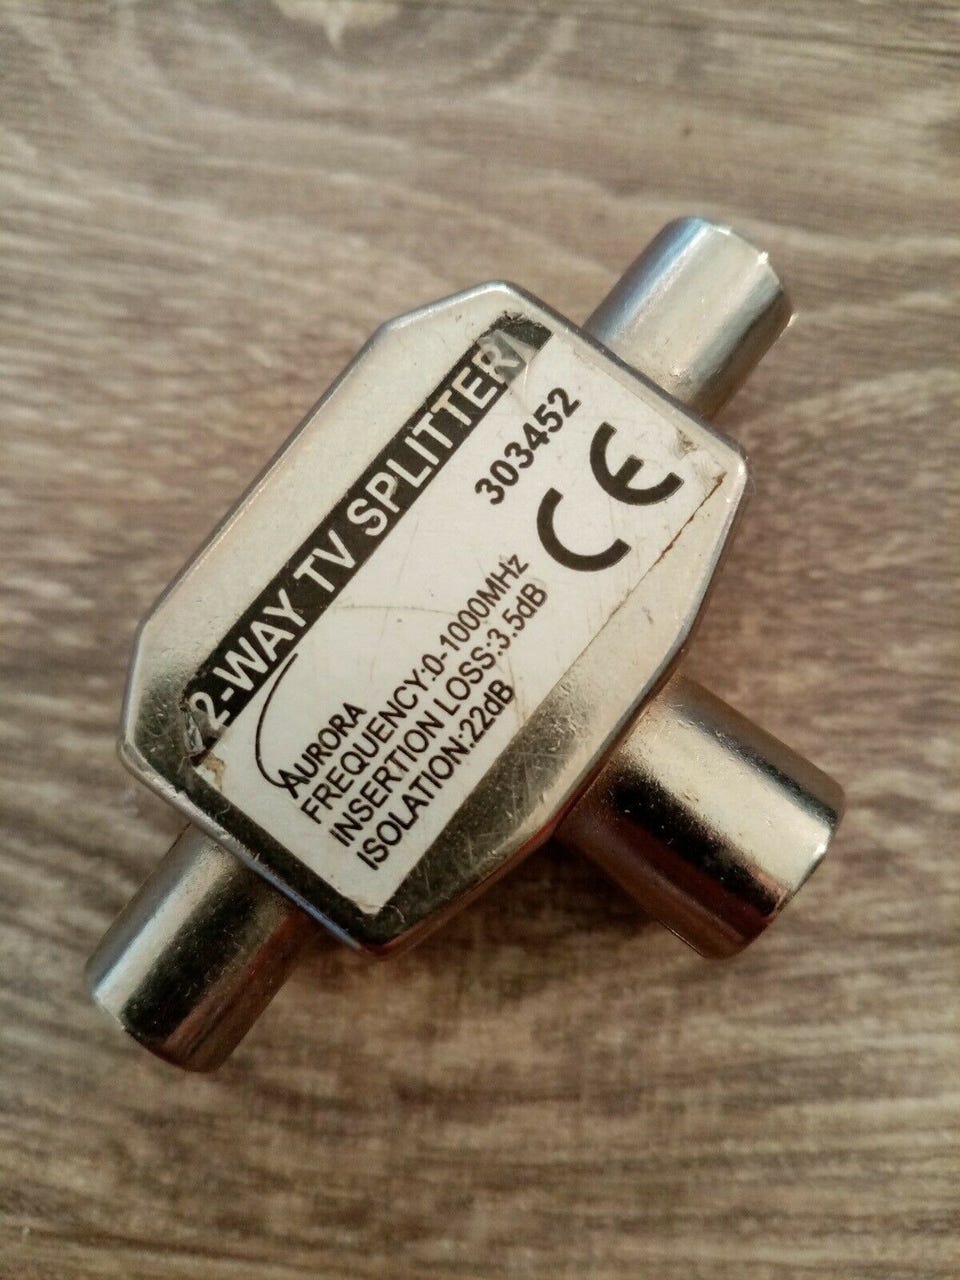 2-WAY TV SPLITTER
303452
CE
AURORA
FREQUENCY:0-1000MHz
INSERTION LOSS:3.5dB
ISOLATION:22dB